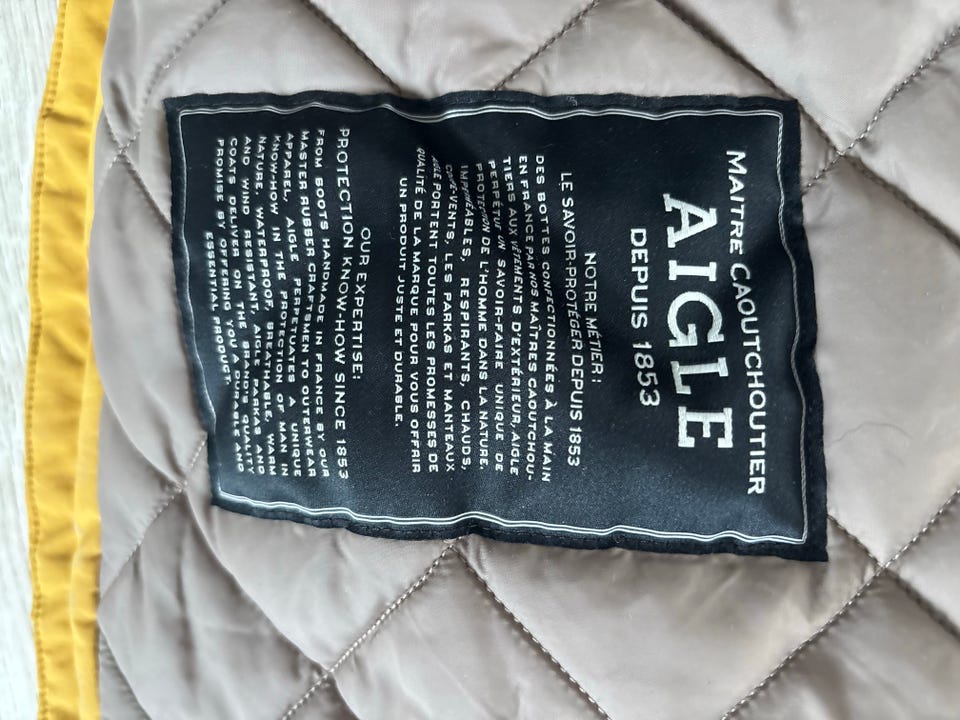 MAITRE CAOUTCHOUTIER
AIGLE
DEPUIS 1853
NOTRE MÉTIER:
LE SAVOIR-PROTÉGER DEPUIS 1853
DES BOTTES CONFECTIONNÉES À LA MAIN
EN FRANCE PAR NOS MAÎTRES CAOUTCHOU-
TIERS AUX VÊTEMENTS D'EXTÉRIEUR, AIGLE
PERPÉTUE UN SAVOIR-FAIRE UNIQUE DE
PROTECTION DE L'HOMME DANS LA NATURE.
IMPERMÉABLES, RESPIRANTS, CHAUDS,
COUPE-VENTS, LES PARKAS ET MANTEAUX
AIGLE PORTENT TOUTES LES PROMESSES DE
QUALITÉ DE LA MARQUE POUR VOUS OFFRIR
UN PRODUIT JUSTE ET DURABLE.
OUR EXPERTISE:
PROTECTION KNOW-HOW SINCE 1853
FROM BOOTS HANDMADE IN FRANCE BY OUR
MASTER RUBBER CRAFTSMEN TO OUTERWEAR
APPAREL, AIGLE PERPETUATES A UNIQUE
KNOW-HOW IN THE PROTECTION OF MAN IN
NATURE. WATERPROOF, BREATHABLE, WARM
AND WIND RESISTANT, AIGLE PARKAS AND
COATS DELIVER ON THE BRAND'S QUALITY
PROMISE BY OFFERING YOU A DURABLE AND
ESSENTIAL PRODUCT.